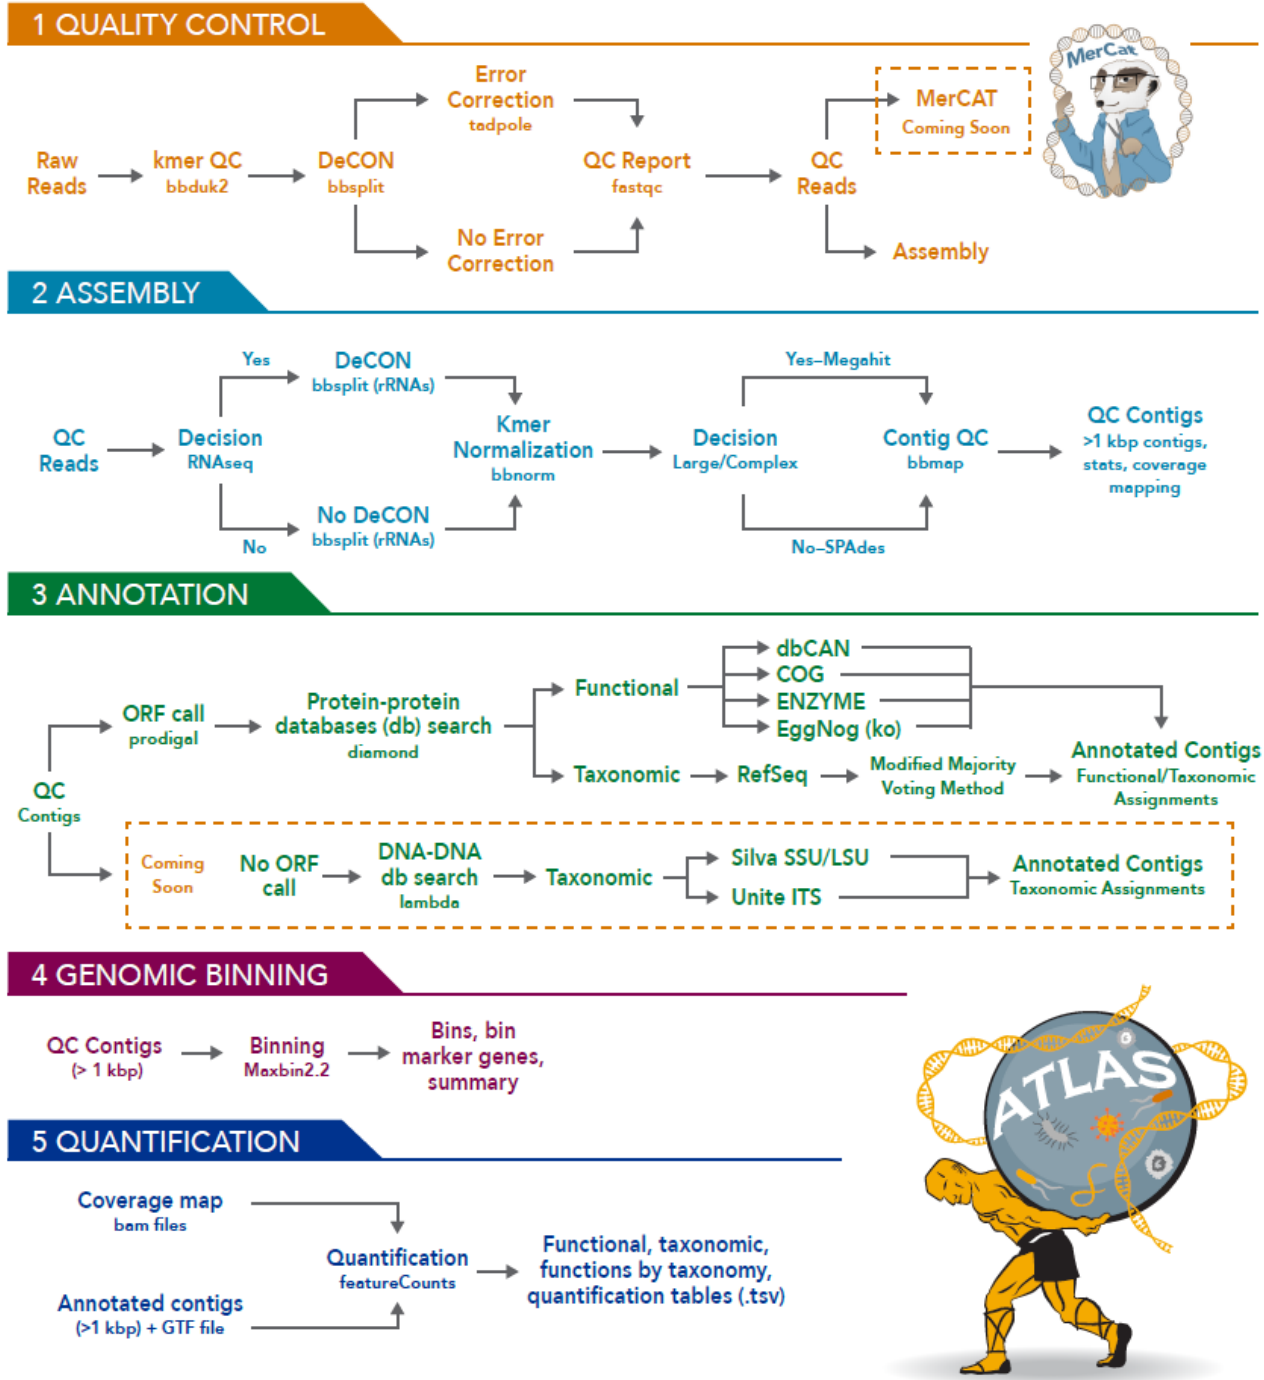 1 QUALITY CONTROL
MerCat
Error
Correction
tadpole
MerCAT
Coming Soon
Raw
Reads
kmer QC
bbduk2
DeCON
bbsplit
QC Report
fastqc
QC
Reads
No Error
Correction
Assembly
2 ASSEMBLY
Yes
DeCON
bbsplit (rRNAs)
Yes–Megahit
QC
Reads
Decision
RNAseq
Kmer
Normalization
bbnorm
Decision
Large/Complex
Contig QC
bbmap
QC Contigs
>1 kbp contigs,
stats, coverage
mapping
No
No DeCON
bbsplit (rRNAs)
No–SPAdes
3 ANNOTATION
QC
Contigs
ORF call
prodigal
Protein-protein
databases (db) search
diamond
Functional
dbCAN
COG
ENZYME
EggNog (ko)
Taxonomic
RefSeq
Modified Majority
Voting Method
Annotated Contigs
Functional/Taxonomic
Assignments
Coming
Soon
No ORF
call
DNA-DNA
db search
lambda
Taxonomic
Silva SSU/LSU
Unite ITS
Annotated Contigs
Taxonomic Assignments
4 GENOMIC BINNING
QC Contigs
(> 1 kbp)
Binning
Maxbin2.2
Bins, bin
marker genes,
summary
ATLAS
5 QUANTIFICATION
Coverage map
bam files
Annotated contigs
(>1 kbp) + GTF file
Quantification
featureCounts
Functional, taxonomic,
functions by taxonomy,
quantification tables (.tsv)